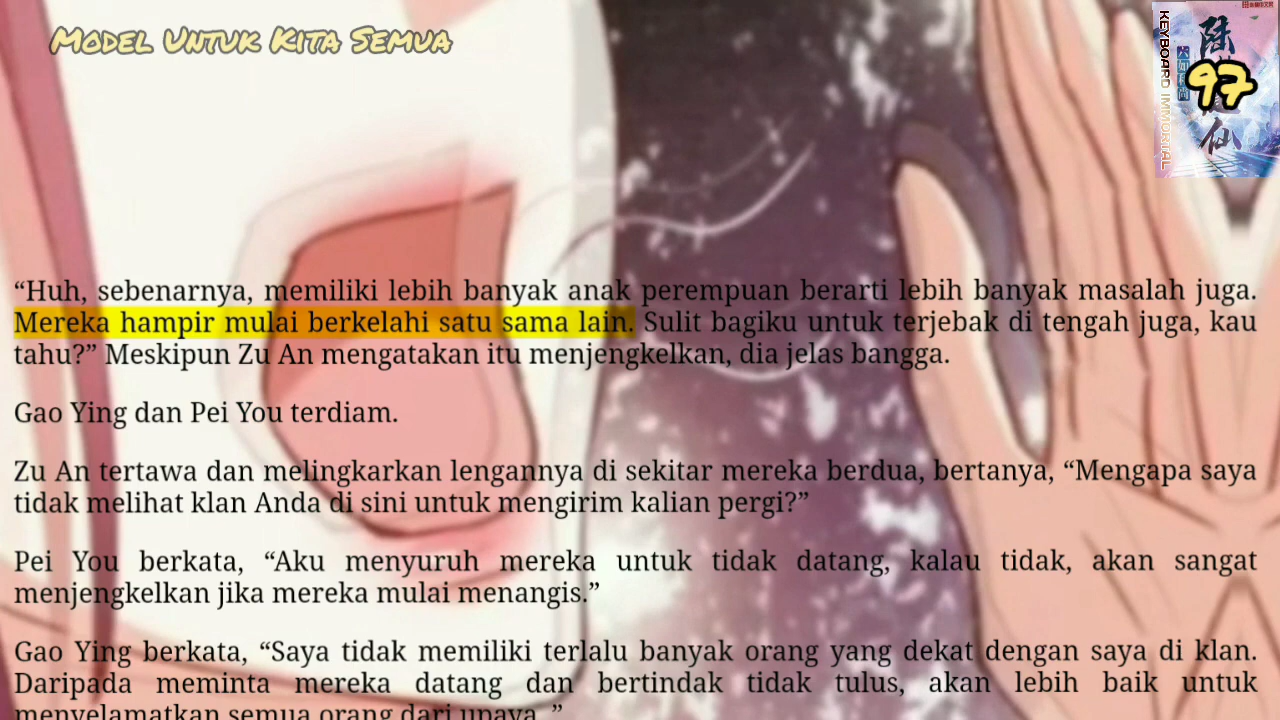 Model Untuk Kita Semua
KEYBOARD IMMORTAL
97
“Huh, sebenarnya, memiliki lebih banyak anak perempuan berarti lebih banyak masalah juga.
Mereka hampir mulai berkelahi satu sama lain. Sulit bagiku untuk terjebak di tengah juga, kau
tahu?” Meskipun Zu An mengatakan itu menjengkelkan, dia jelas bangga.
Gao Ying dan Pei You terdiam.
Zu An tertawa dan melingkarkan lengannya di sekitar mereka berdua, bertanya, “Mengapa saya
tidak melihat klan Anda di sini untuk mengirim kalian pergi?”
Pei You berkata, “Aku menyuruh mereka untuk tidak datang, kalau tidak, akan sangat
menjengkelkan jika mereka mulai menangis.”
Gao Ying berkata, “Saya tidak memiliki terlalu banyak orang yang dekat dengan saya di klan.
Daripada meminta mereka datang dan bertindak tidak tulus, akan lebih baik untuk
menyelamatkan semua orang dari upaya. ”